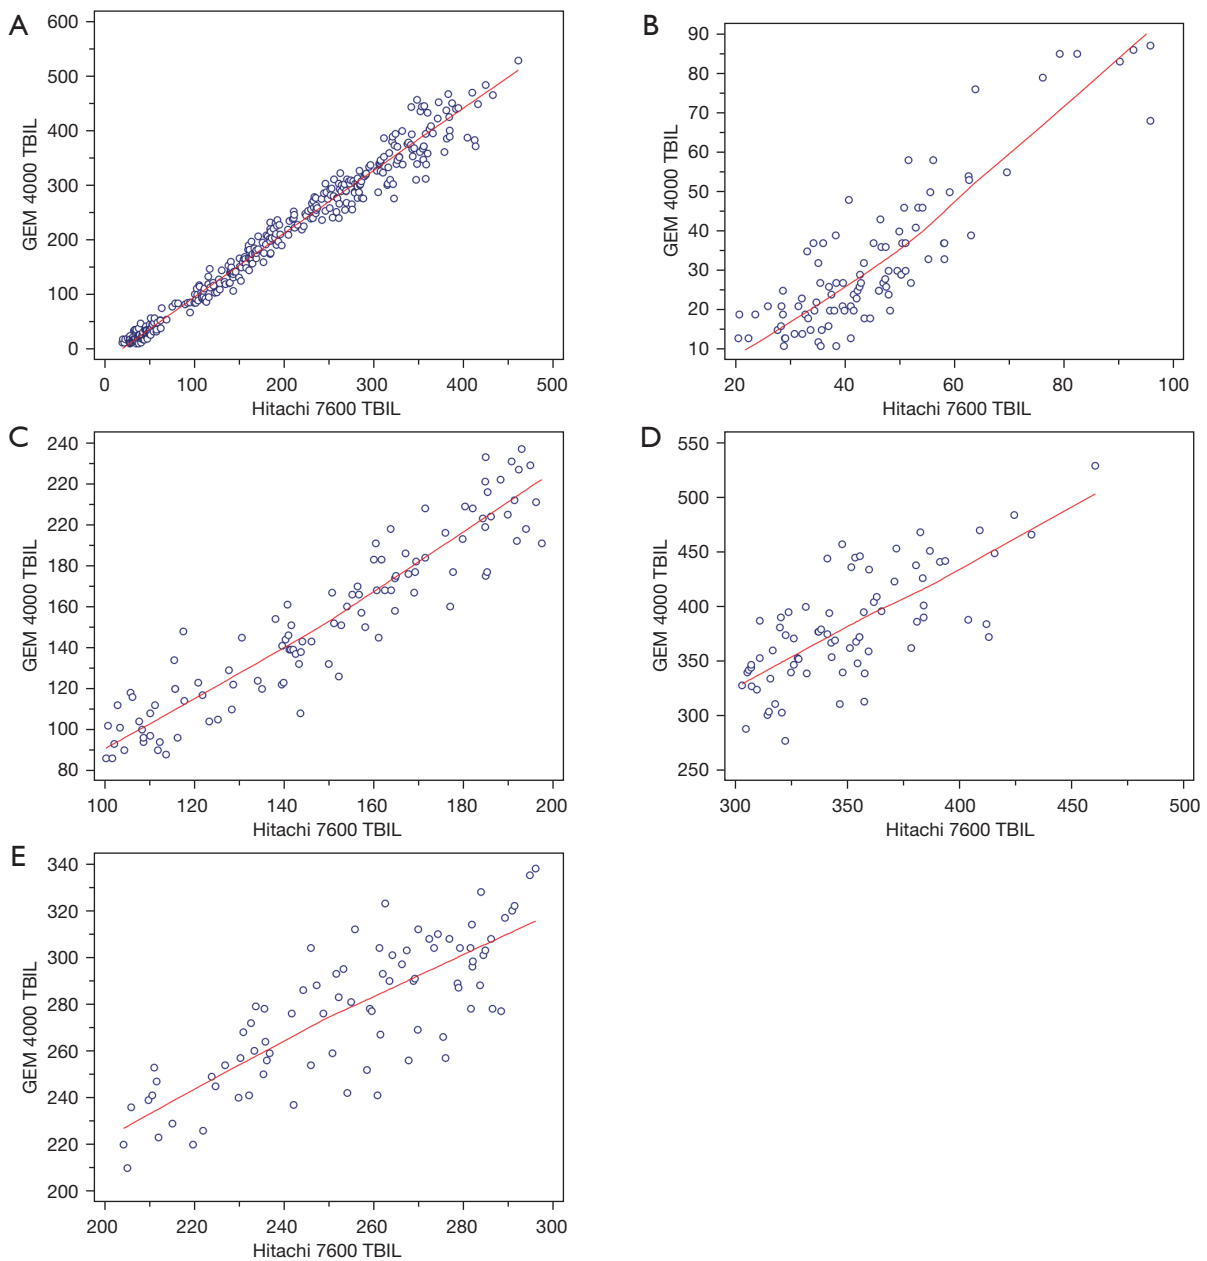 A
GEM 4000 TBIL
600
500
400
300
200
100
0
0 100 200 300 400 500
Hitachi 7600 TBIL
B
GEM 4000 TBIL
90
80
70
60
50
40
30
20
10
20 40 60 80 100
Hitachi 7600 TBIL
C
GEM 4000 TBIL
240
220
220
180
160
140
120
100
80
100 120 140 160 180 200
Hitachi 7600 TBIL
D
GEM 4000 TBIL
550
500
450
400
350
300
250
300 350 400 450 500
Hitachi 7600 TBIL
E
GEM 4000 TBIL
340
320
300
280
260
240
220
200
200 220 240 260 280 300
Hitachi 7600 TBIL